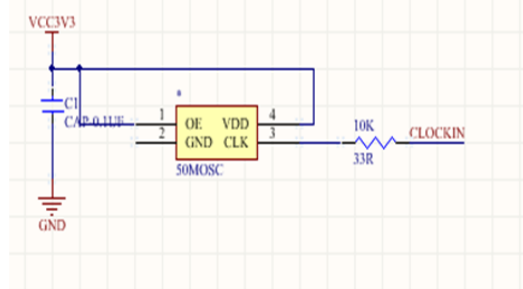 VCC3V3
C1
CAP 0.1UF
1 4
OE VDD
2 3
GND CLK
50MOSC
10K
33R
CLOCKIN
GND